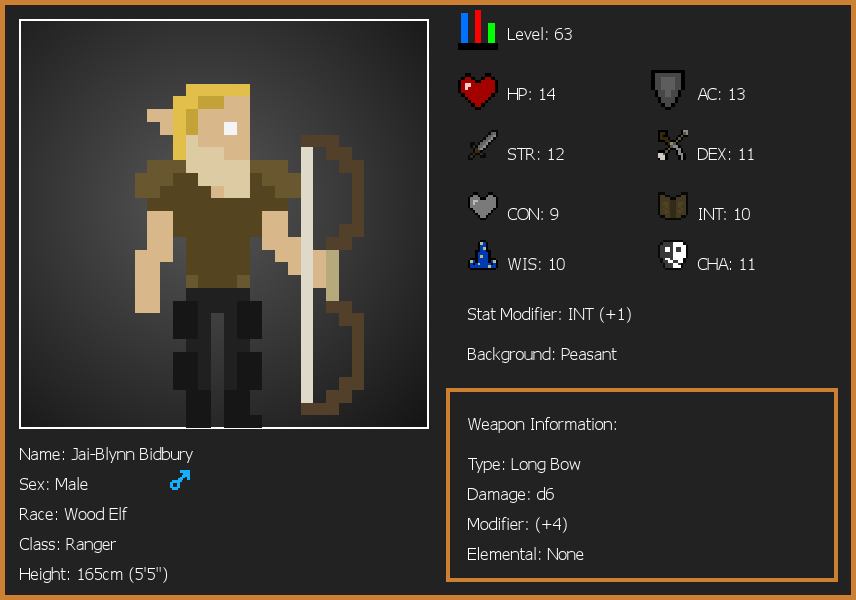 Level: 63
HP: 14
AC: 13
STR: 12
DEX: 11
CON: 9
INT: 10
WIS: 10
CHA: 11
Stat Modifier: INT (+1)
Background: Peasant
Weapon Information:
Type: Long Bow
Damage: d6
Modifier: (+4)
Elemental: None
Name: Jai-Blynn Bidbury
Sex: Male
Race: Wood Elf
Class: Ranger
Height: 165cm (5'5")